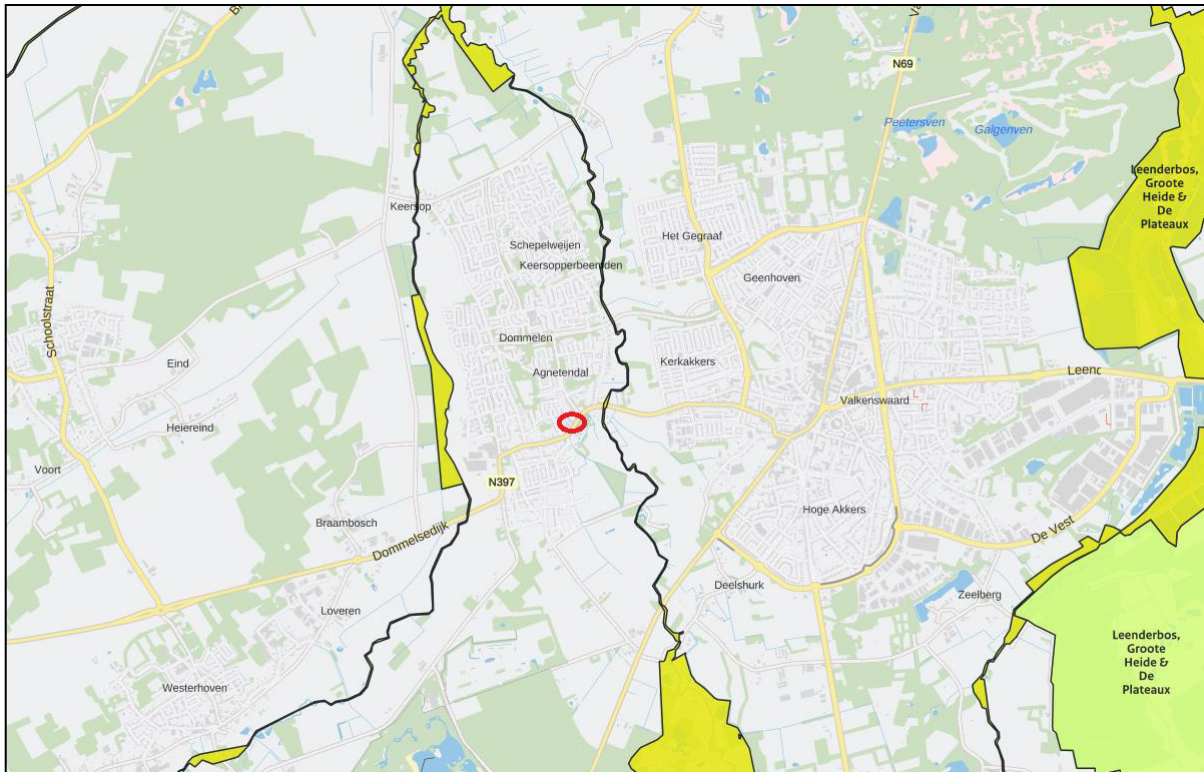 N69
Peetersven
Galgenven
Leenderbos,
Groote
Heide &
De
Plateaux
Keersop
Het Gegraaf
Schepelweijen
Keersopperbeemden
Geenhoven
Schoolstraat
Dommelen
Kerkakkers
Eind
Agnetendal
Leend
Valkenswaard
Heiereind
Voort
N397
Hoge Akkers
Braambosch
Dommelsedijk
De Vest
Deelshurk
Zeelberg
Loveren
Leenderbos,
Groote
Heide &
De
Plateaux
Westerhoven